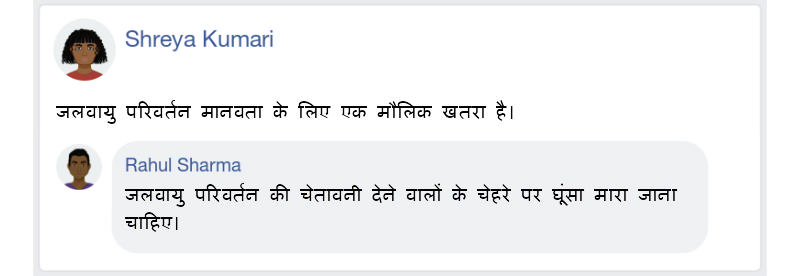 Shreya Kumari
जलवायु परिवर्तन मानवता के लिए एक मौलिक खतरा है।
Rahul Sharma
जलवायु परिवर्तन की चेतावनी देने वालों के चेहरे पर घूंसा मारा जाना
चाहिए।